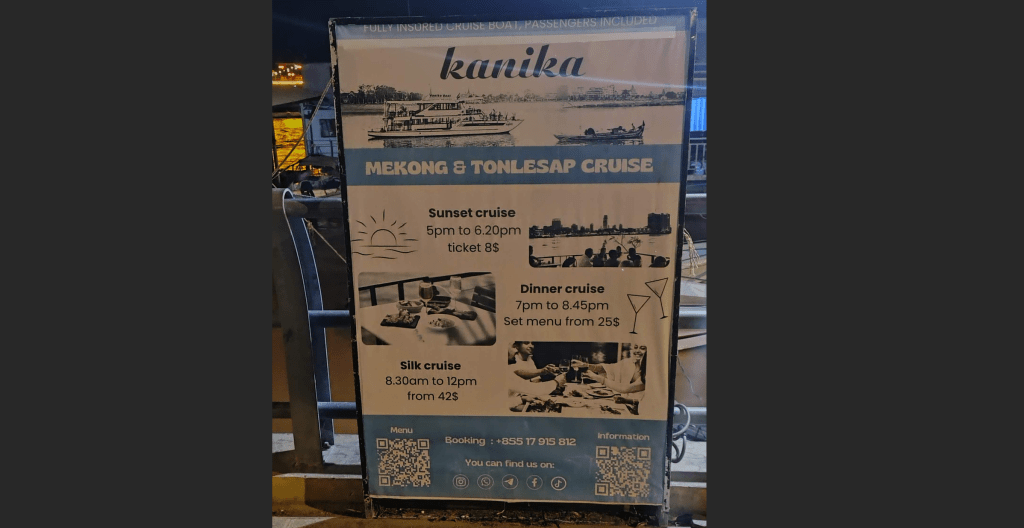 FULLY INSURED CRUISE BOAT, PASSENGERS INCLUDED
kanika
MEKONG & TONLESAP CRUISE
Sunset cruise
5pm to 6.20pm
ticket 8$
Dinner cruise
7pm to 8.45pm
Set menu from 25$
Silk cruise
8.30am to 12pm
from 42$
Menu
Booking : +855 17 915 812
Information
You can find us on: